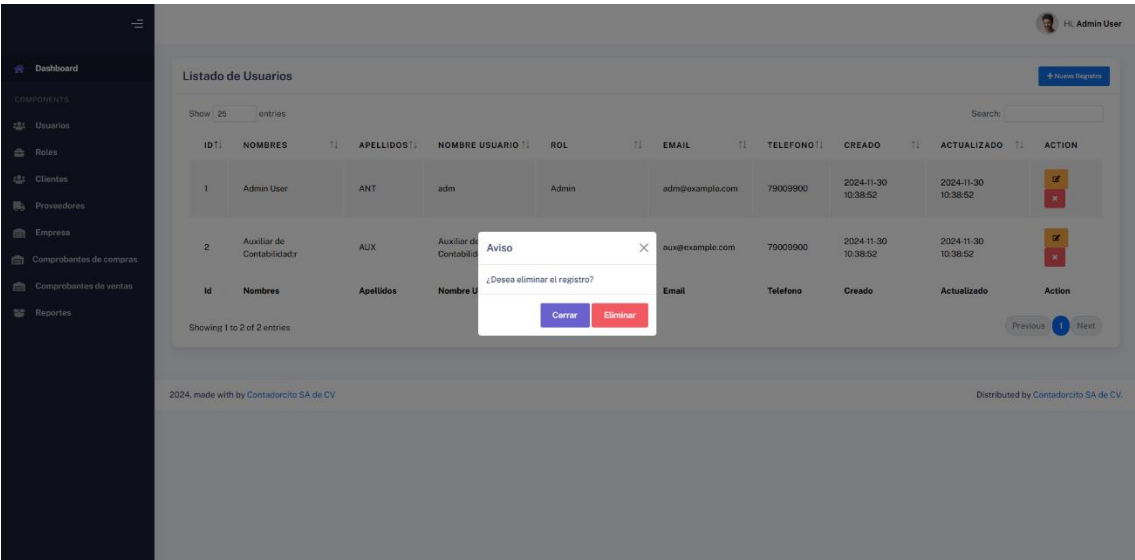 Hi, Admin User
Dashboard
COMPONENTS
Usuarios
Roles
Clientes
Proveedores
Empresa
Comprobantes de compras
Comprobantes de ventas
Reportes
Listado de Usuarios
+ Nuevo Registro
Show 25 entries
Search:
ID NOMBRES APELLIDOS NOMBRE USUARIO ROL EMAIL TELEFONO CREADO ACTUALIZADO ACTION
1 Admin User ANT adm Admin adm@example.com 79009900 2024-11-30 2024-11-30
10:38:52 10:38:52
2 Auxiliar de AUX Auxiliar de aux@example.com 79009900 2024-11-30 2024-11-30
Contabilidad;r Contabilid 10:38:52 10:38:52
Id Nombres Apellidos Nombre U Email Telefono Creado Actualizado Action
Showing 1 to 2 of 2 entries
Previous 1 Next
Aviso
¿Desea eliminar el registro?
Cerrar Eliminar
2024, made with by Contadorcito SA de CV
Distributed by Contadorcito SA de CV.